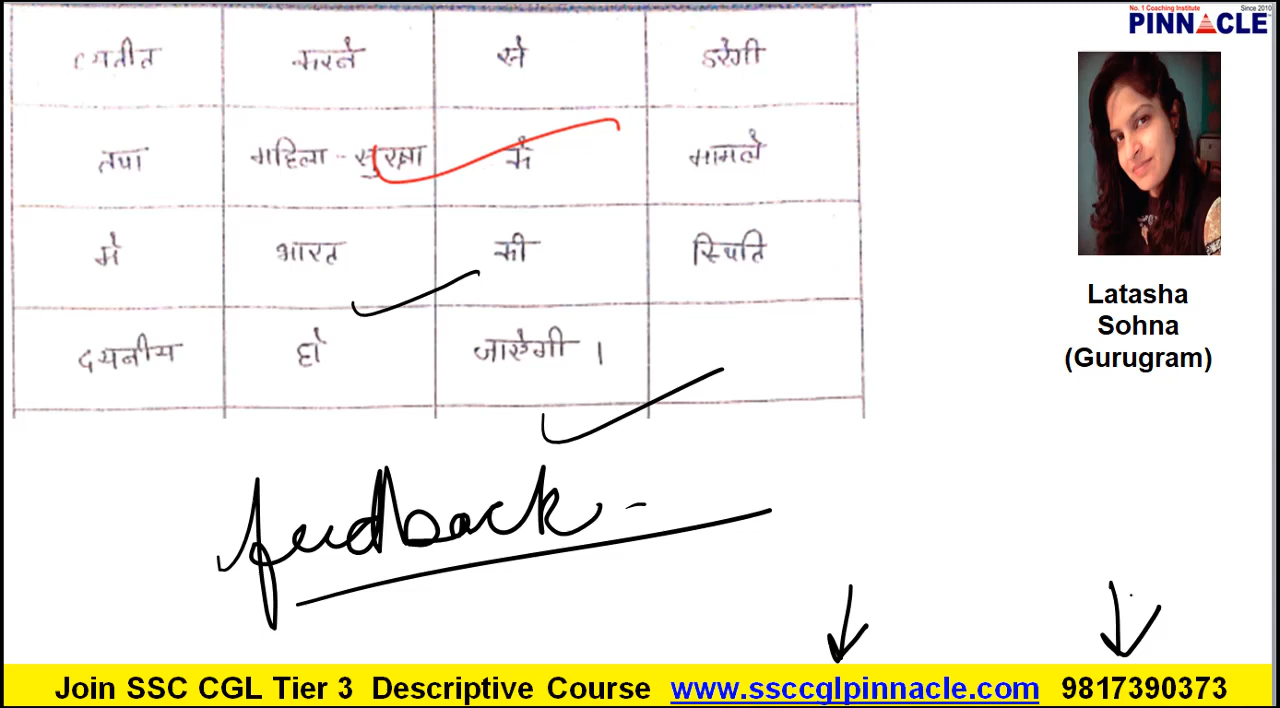 No. 1 Coaching Institute Since 2010
PINNACLE
व्यतीत करने से डरेगी
तथा महिला-सुरक्षा के मामले
में भारत की स्थिति
दयनीय हो जाएगी ।
Latasha
Sohna
(Gurugram)
feedback -
Join SSC CGL Tier 3 Descriptive Course www.ssccglpinnacle.com 9817390373